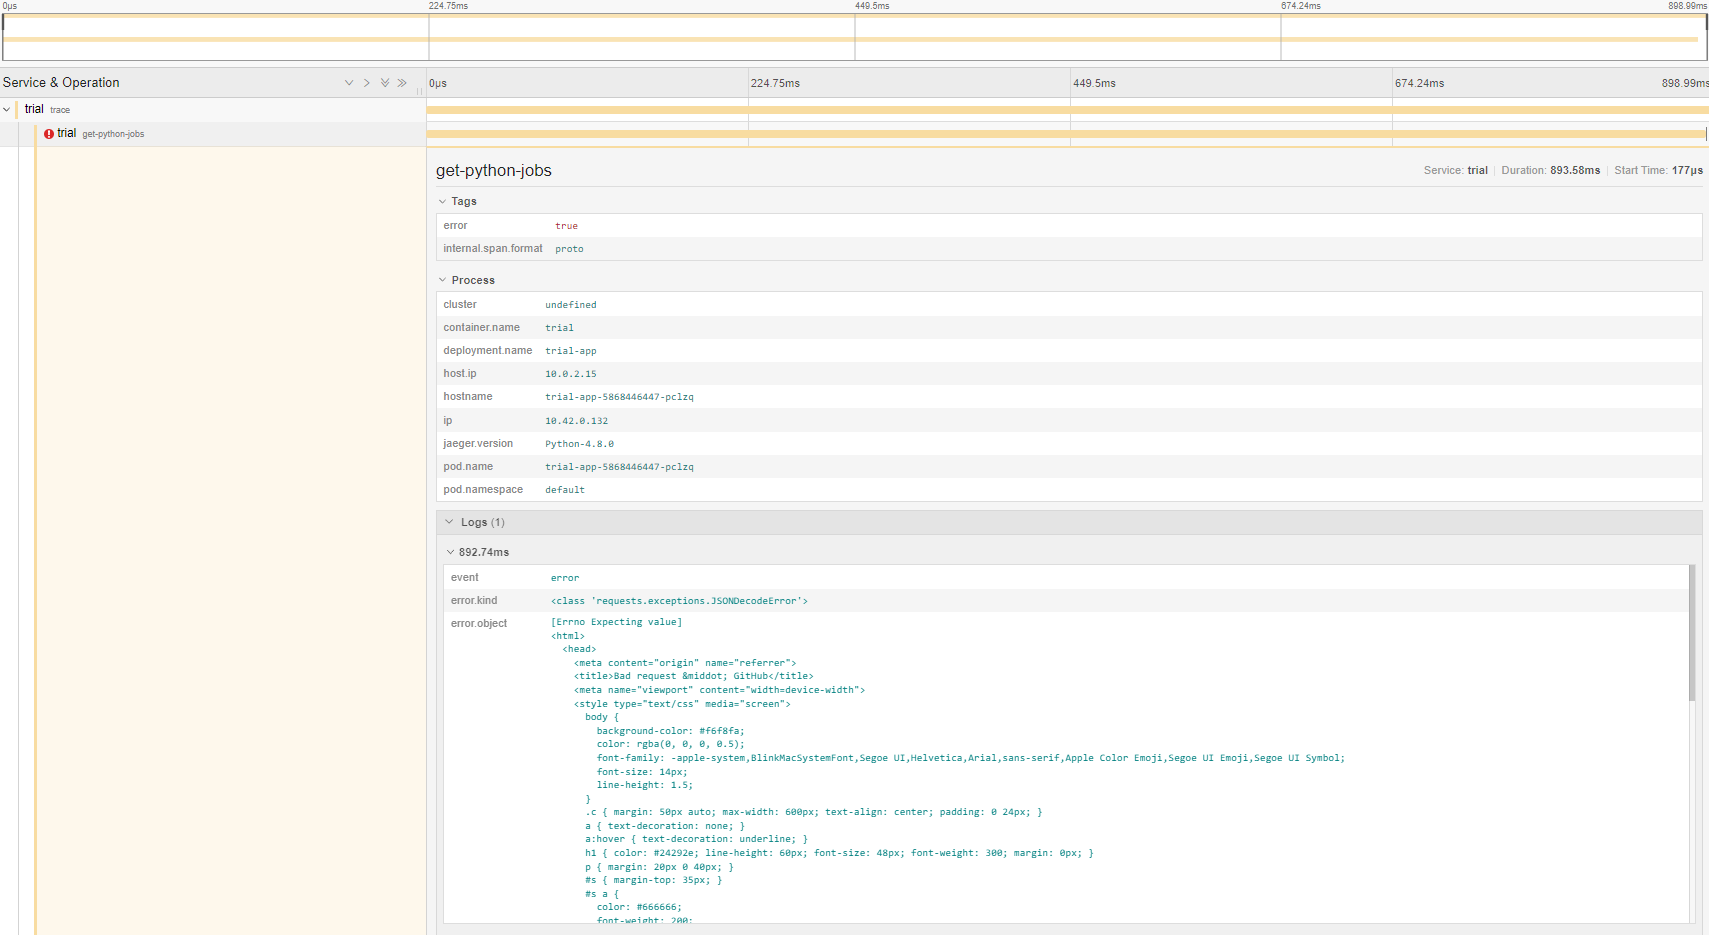 0μs 224.75ms 449.5ms 674.24ms 898.99ms
Service & Operation 0μs 224.75ms 449.5ms 674.24ms 898.99ms
trial trace
trial get-python-jobs
get-python-jobs Service: trial Duration: 893.58ms Start Time: 177μs
Tags
error true
internal.span.format proto
Process
cluster undefined
container.name trial
deployment.name trial-app
host.ip 10.0.2.15
hostname trial-app-5868446447-pclzq
ip 10.42.0.132
jaeger.version Python-4.8.0
pod.name trial-app-5868446447-pclzq
pod.namespace default
Logs (1)
892.74ms
event error
error.kind <class 'requests.exceptions.JSONDecodeError'>
error.object [Errno Expecting value]
<html>
<head>
<meta content="origin" name="referrer">
<title>Bad request &middot; GitHub</title>
<meta name="viewport" content="width=device-width">
<style type="text/css" media="screen">
body {
background-color: #f6f8fa;
color: rgba(0, 0, 0, 0.5);
font-family: -apple-system,BlinkMacSystemFont,Segoe UI,Helvetica,Arial,sans-serif,Apple Color Emoji,Segoe UI Emoji,Segoe UI Symbol;
font-size: 14px;
line-height: 1.5;
}
.c { margin: 50px auto; max-width: 600px; text-align: center; padding: 0 24px; }
a { text-decoration: none; }
a:hover { text-decoration: underline; }
h1 { color: #24292e; line-height: 60px; font-size: 48px; font-weight: 300; margin: 0px; }
p { margin: 20px 0 40px; }
#s { margin-top: 35px; }
#s a {
color: #666666;
font-weight: 200;